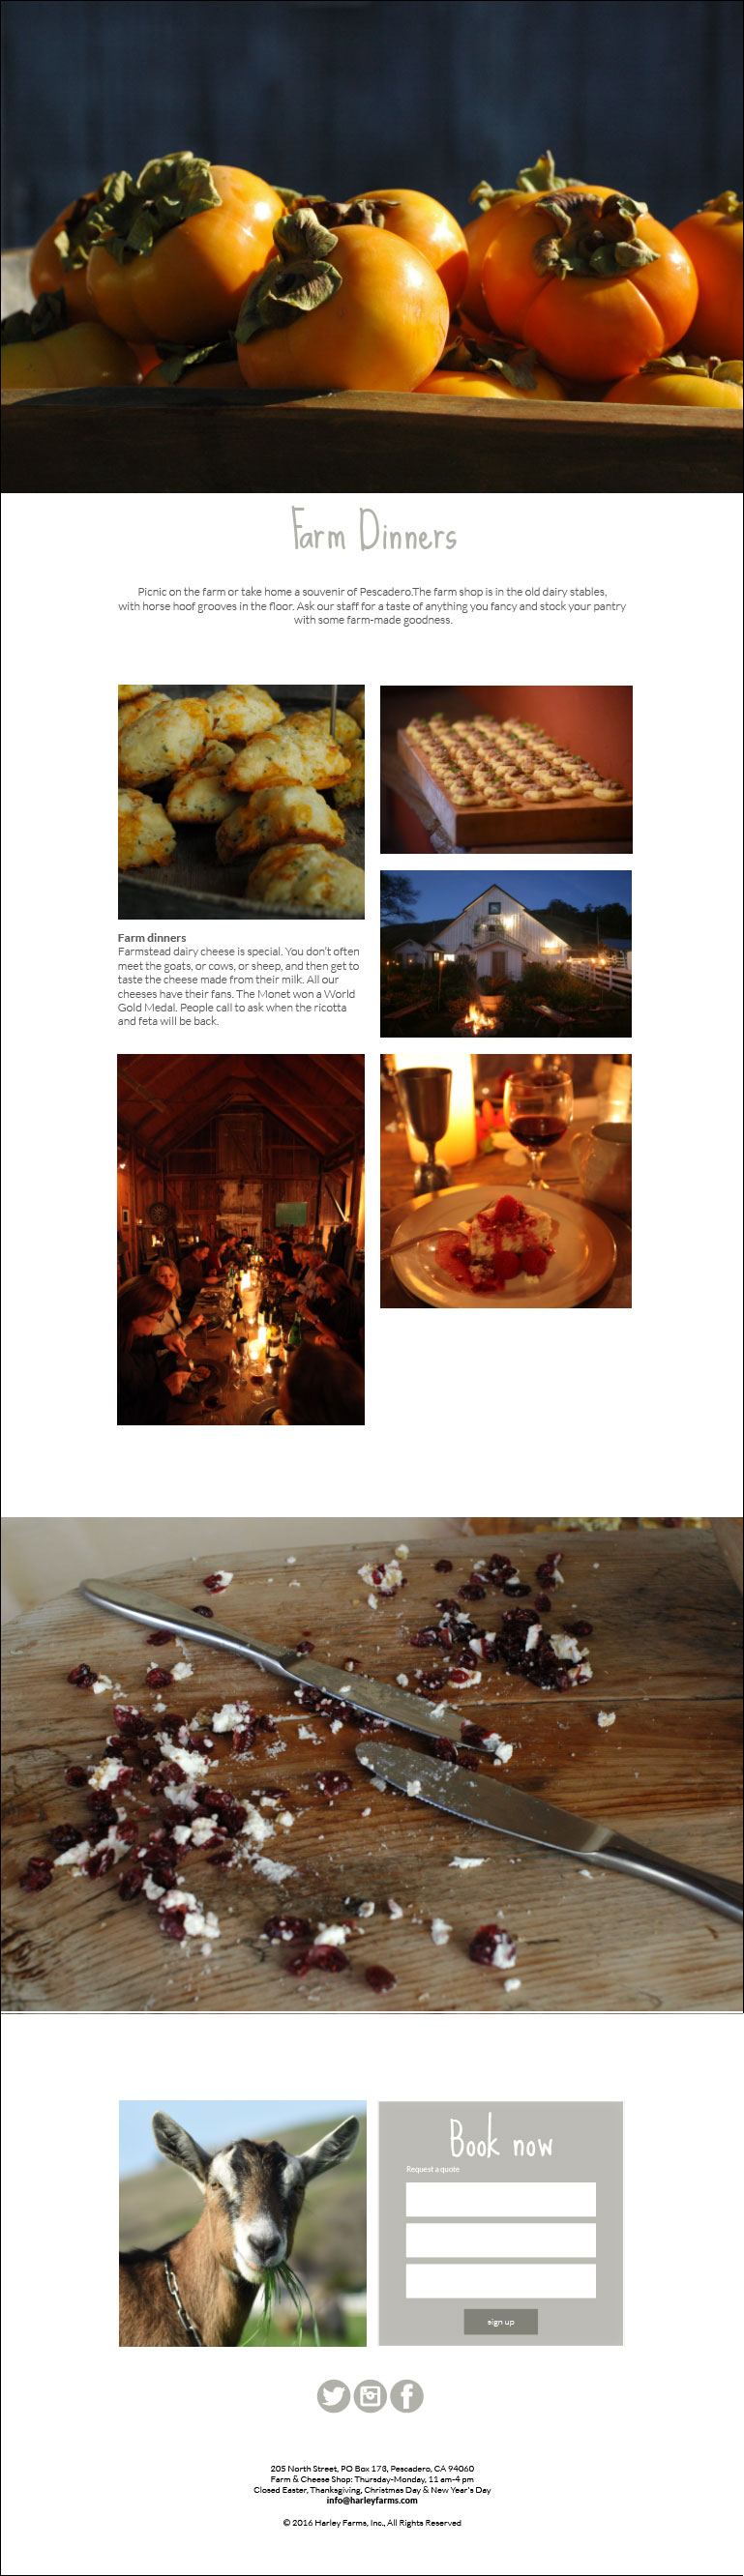 Farm Dinners
Picnic on the farm or take home a souvenir of Pescadero.The farm shop is in the old dairy stables,
with horse hoof grooves in the floor. Ask our staff for a taste of anything you fancy and stock your pantry
with some farm-made goodness.
Farm dinners
Farmstead dairy cheese is special. You don't often
meet the goats, or cows, or sheep, and then get to
taste the cheese made from their milk. All our
cheeses have their fans. The Monet won a World
Gold Medal. People call to ask when the ricotta
and feta will be back.
Book now
Request a quote
sign up
205 North Street, PO Box 173, Pescadero, CA 94060
Farm & Cheese Shop: Thursday-Monday, 11 am-4 pm
Closed Easter, Thanksgiving, Christmas Day & New Year's Day
info@harleyfarms.com
© 2016 Harley Farms, Inc., All Rights Reserved